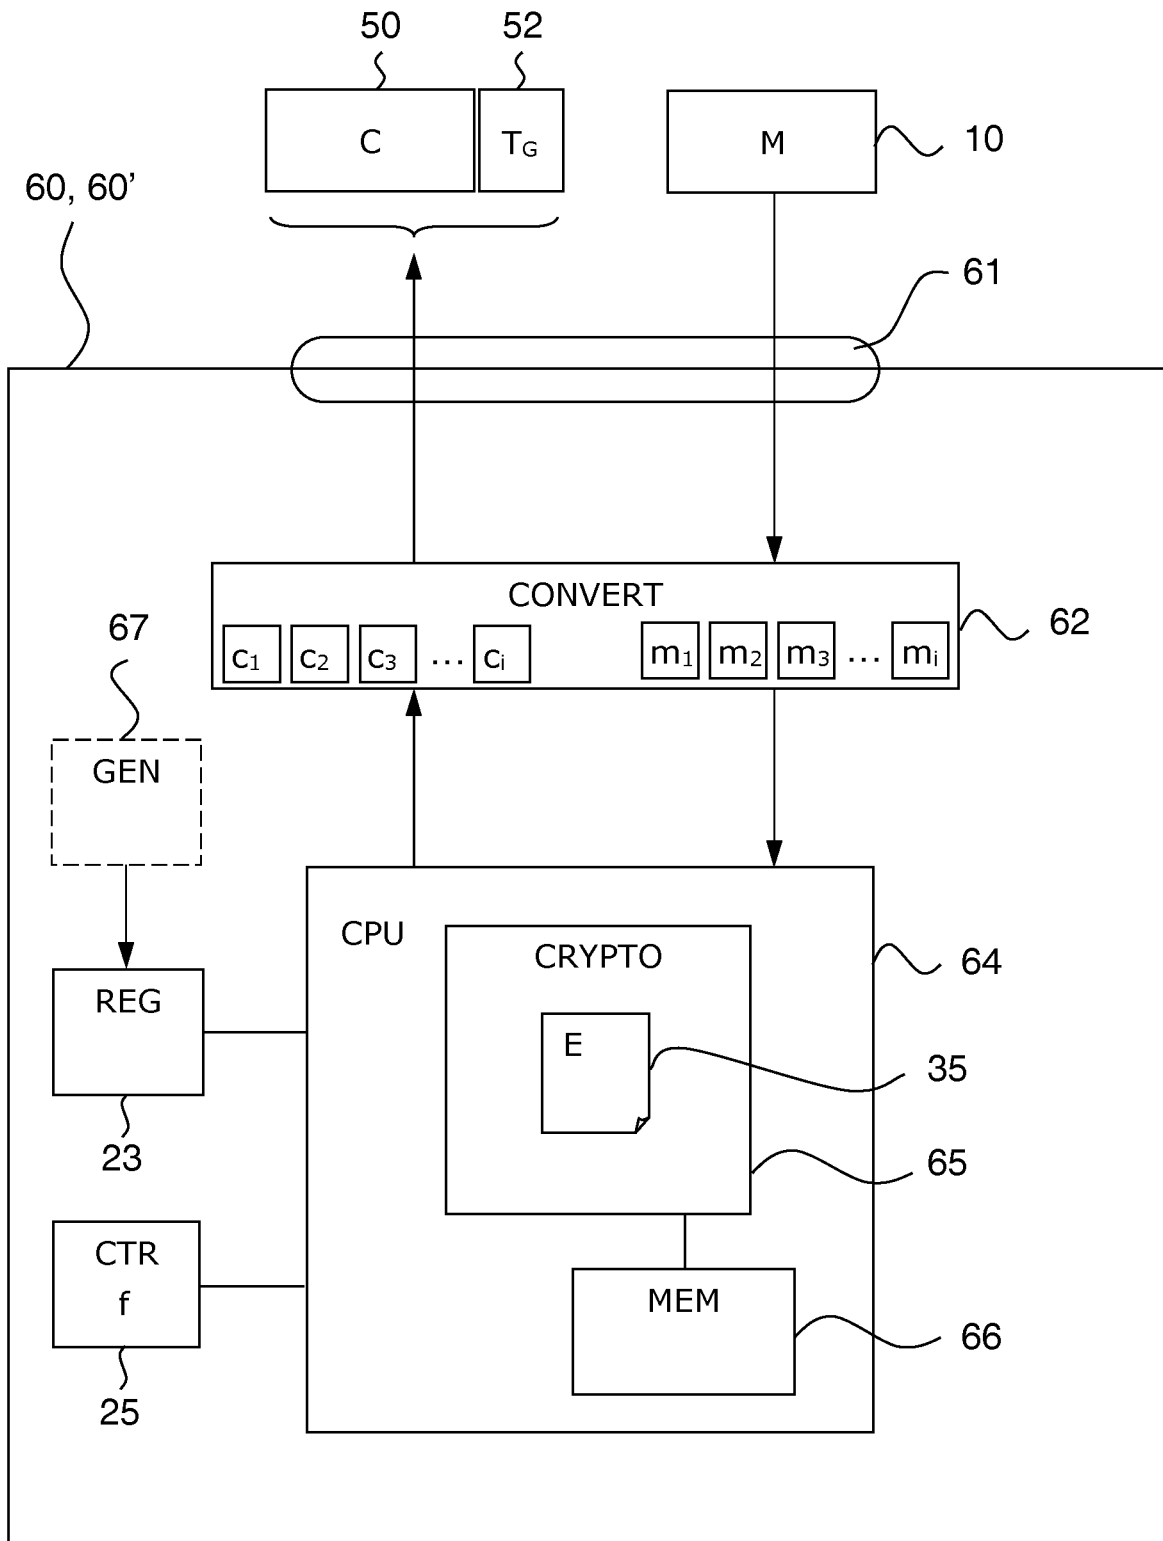 50
52
C
T_G
M
10
60, 60’
61
CONVERT
c₁ c₂ c₃ ... cᵢ
m₁ m₂ m₃ ... mᵢ
62
67
GEN
CPU
CRYPTO
64
REG
E
35
23
65
CTR
f
MEM
66
25